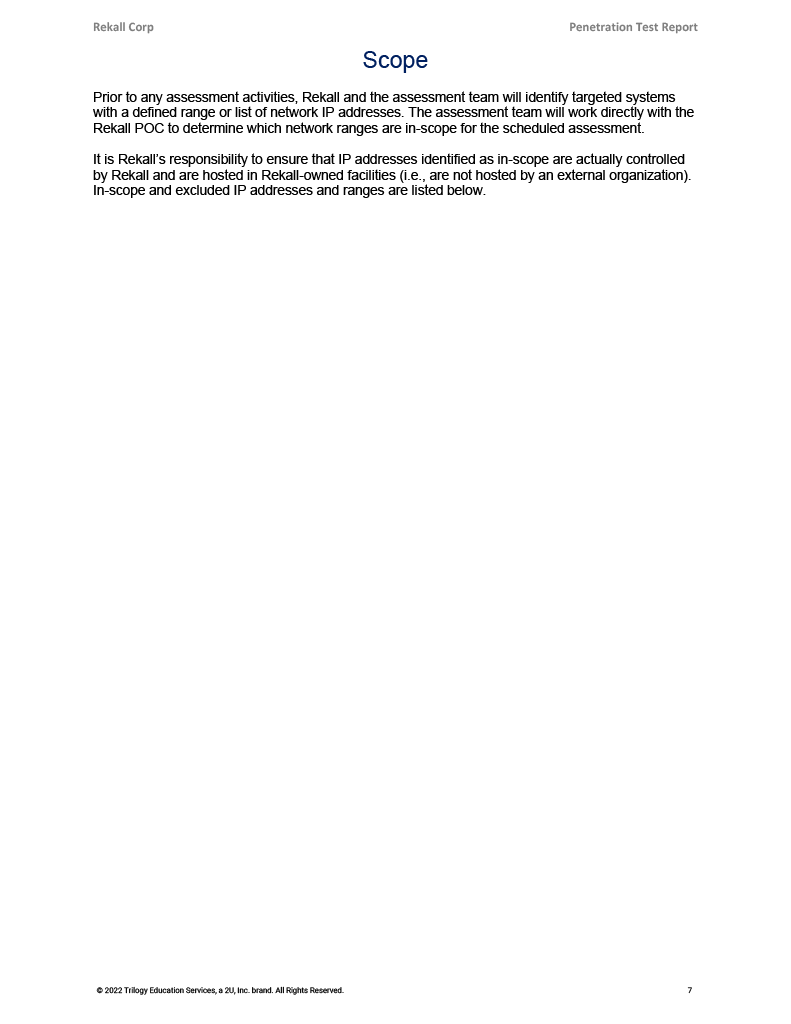 Rekall Corp Penetration Test Report
Scope
Prior to any assessment activities, Rekall and the assessment team will identify targeted systems
with a defined range or list of network IP addresses. The assessment team will work directly with the
Rekall POC to determine which network ranges are in-scope for the scheduled assessment.
It is Rekall’s responsibility to ensure that IP addresses identified as in-scope are actually controlled
by Rekall and are hosted in Rekall-owned facilities (i.e., are not hosted by an external organization).
In-scope and excluded IP addresses and ranges are listed below.
© 2022 Trilogy Education Services, a 2U, Inc. brand. All Rights Reserved. 7